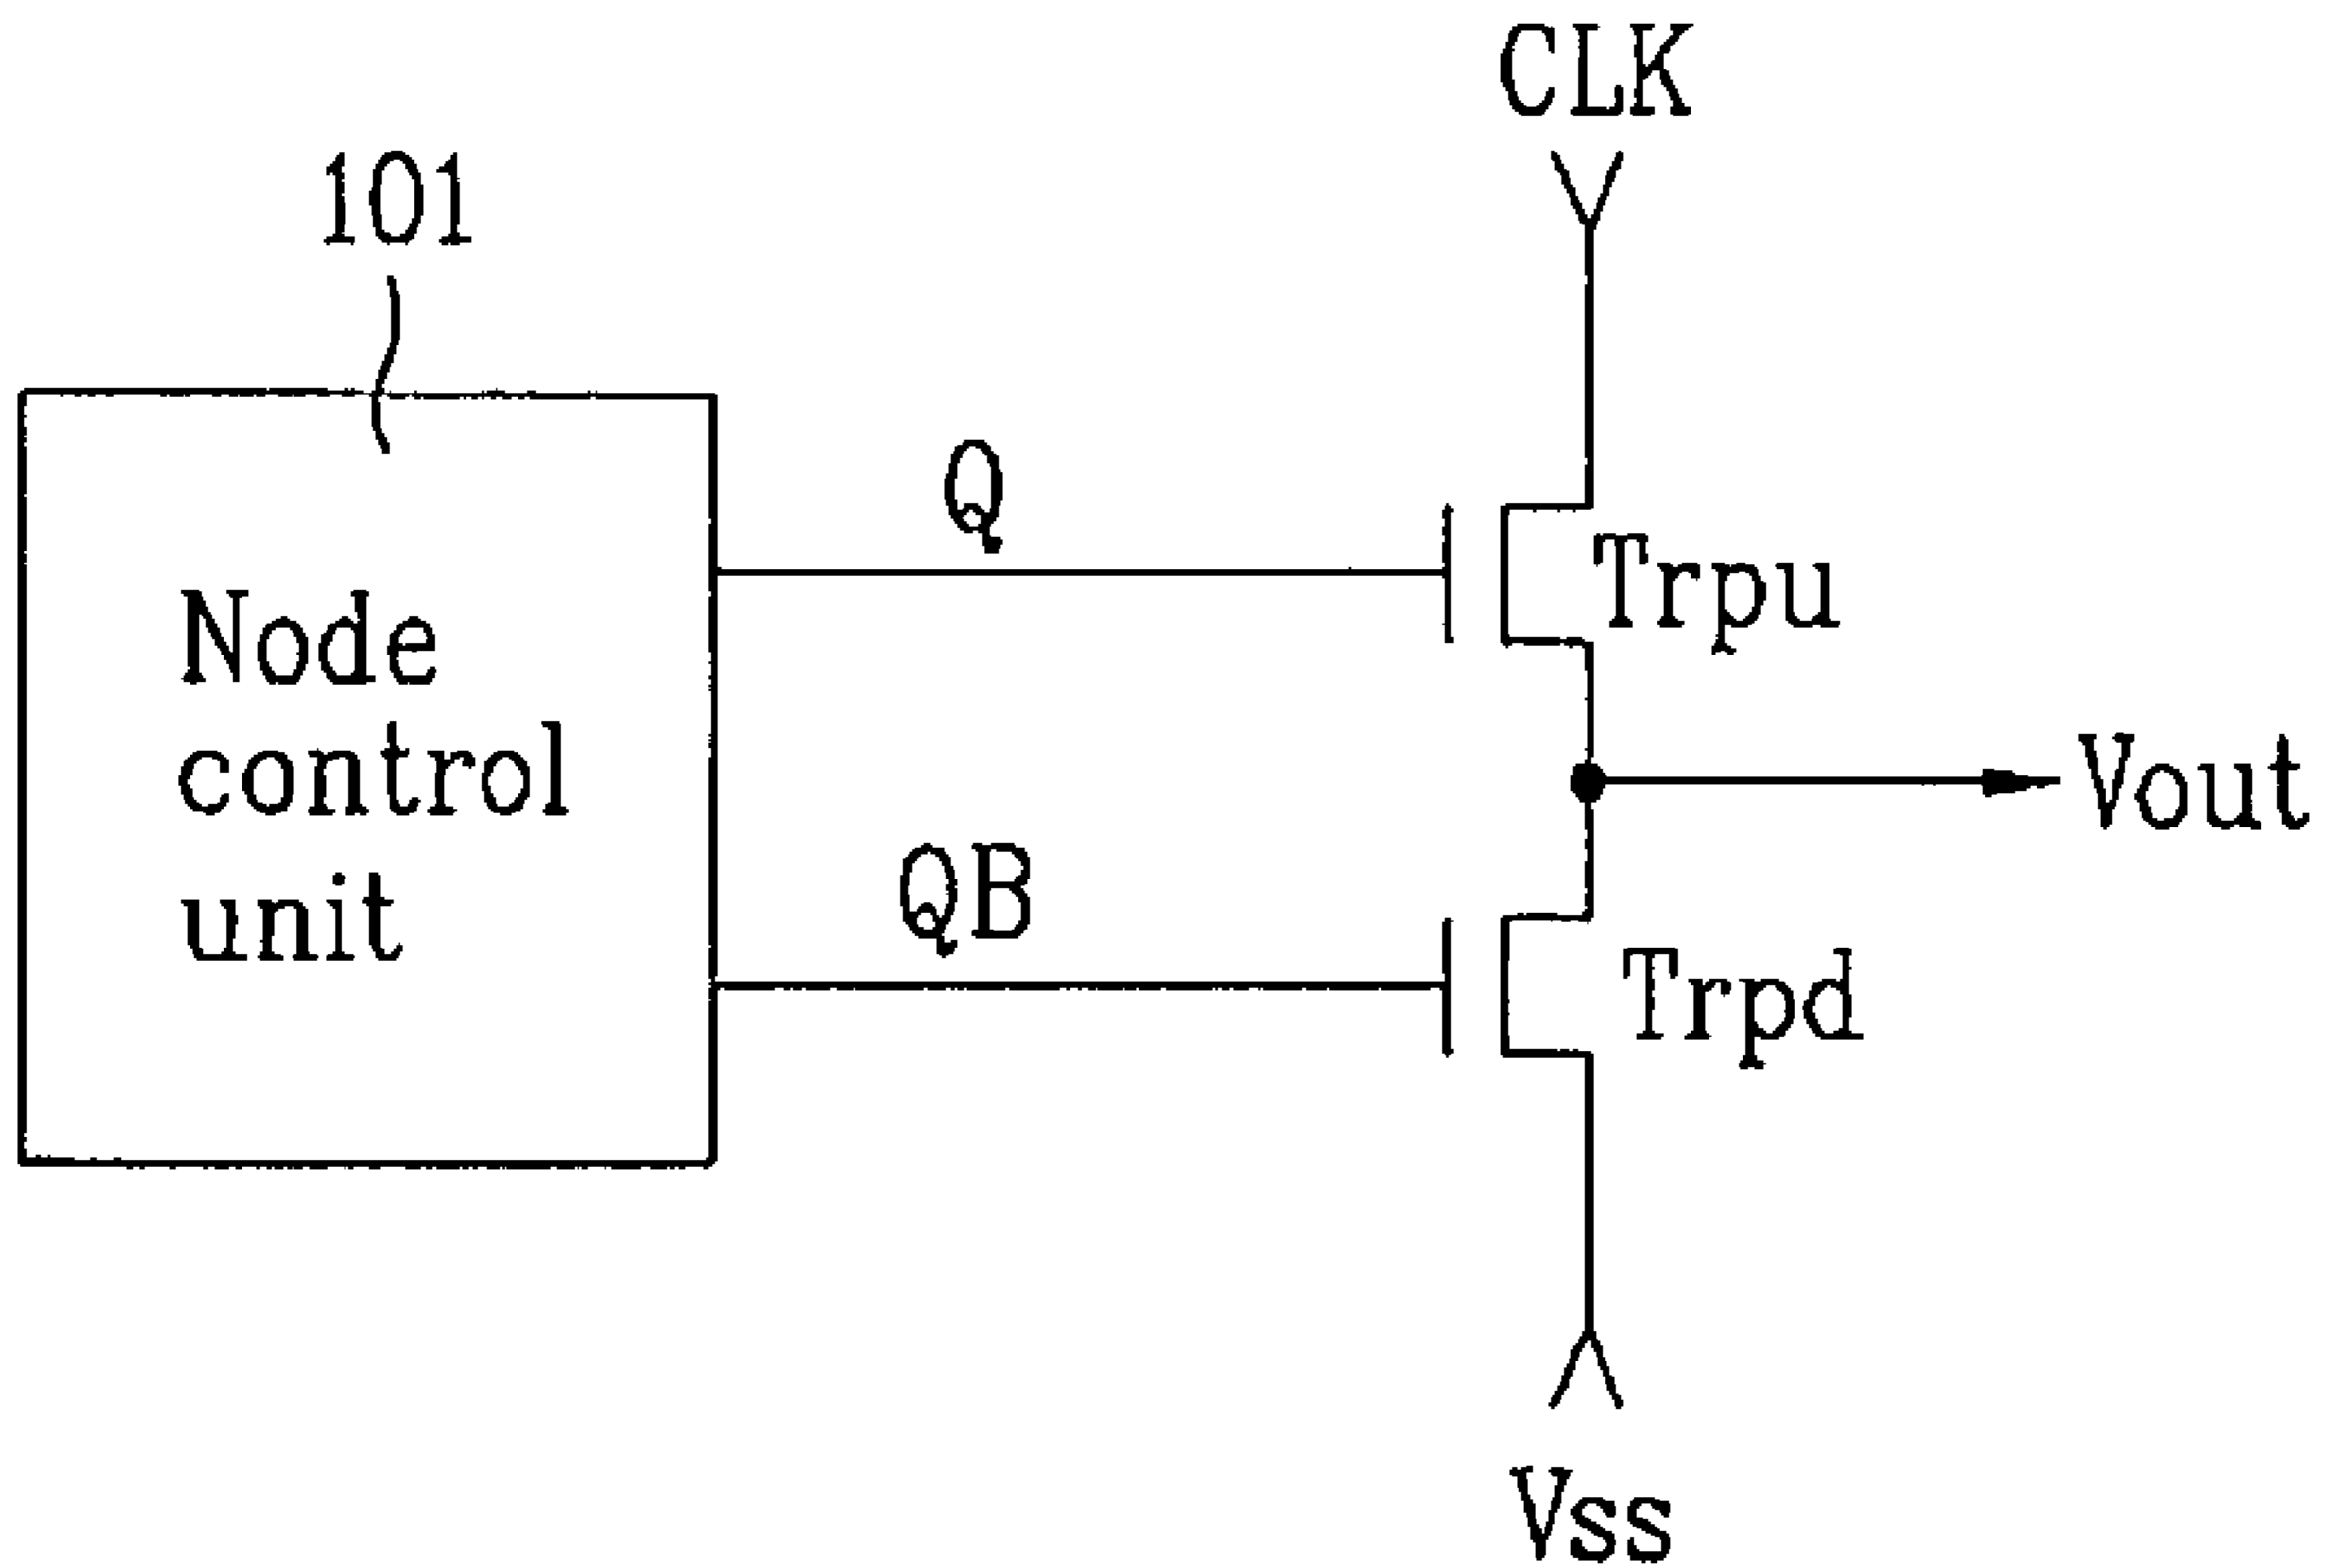 CLK
101
Q
Trpu
Node
control
unit
Vout
QB
Trpd
Vss